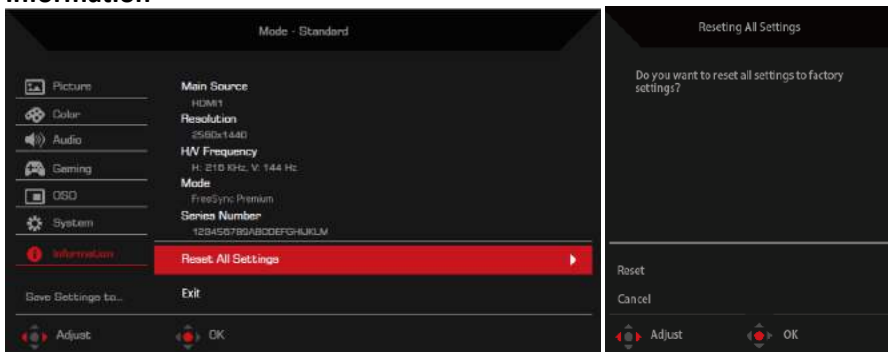 Information
Mode - Standard
Picture
Color
Audio
Gaming
OSD
System
Information
Save Settings to...
Adjust
OK
Main Source
HDMI1
Resolution
2560x1440
H/V Frequency
H: 216 KHz, V: 144 Hz
Mode
FreeSync Premium
Series Number
123456789ABCDEFGHIJKLM
Reset All Settings
Exit
Reseting All Settings
Do you want to reset all settings to factory
settings?
Reset
Cancel
Adjust
OK